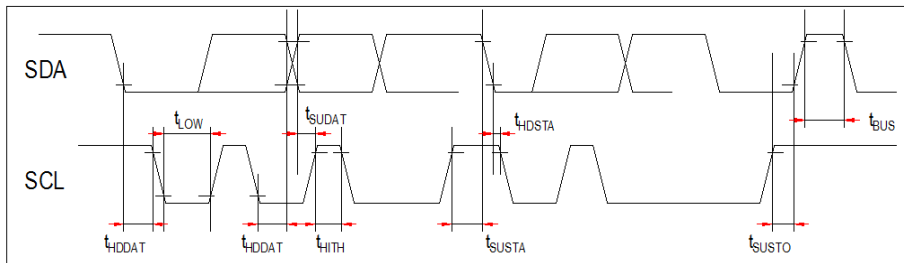 SDA
tLOW
tSUDAT
tHDSTA
tBUS
SCL
tHDDAT
tHDDAT
tHITH
tSUSTA
tSUSTO